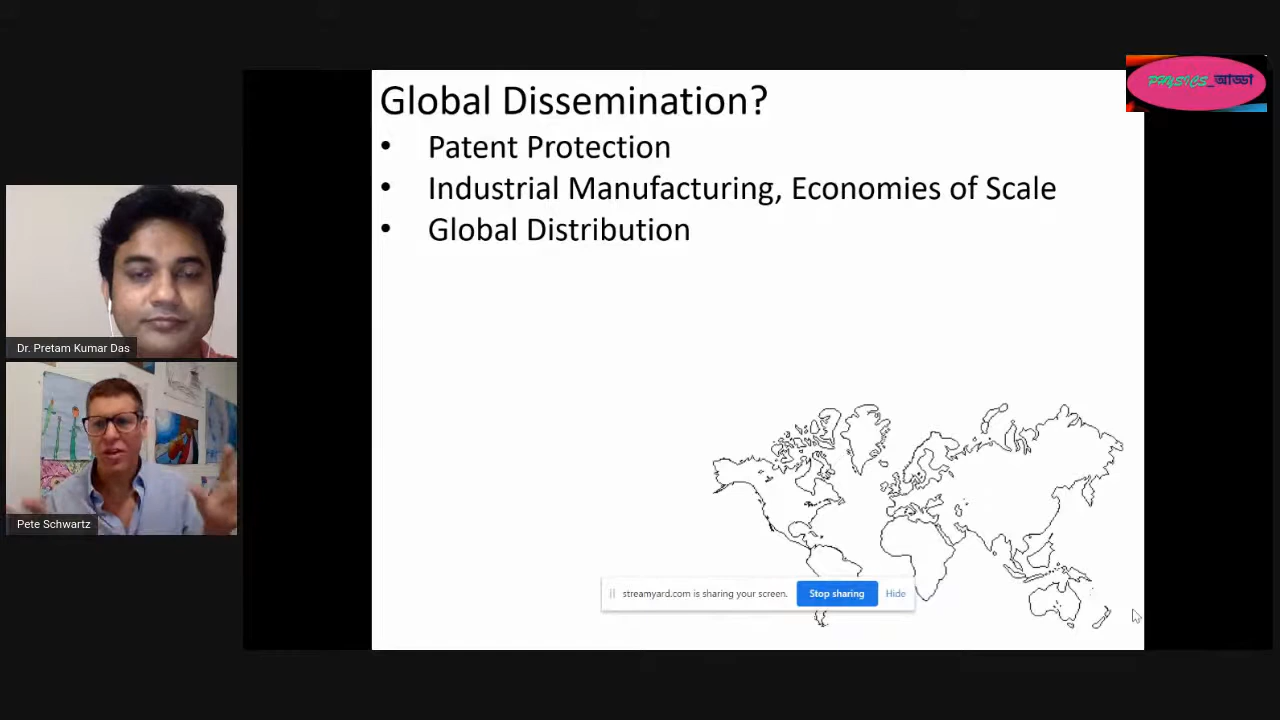 Global Dissemination?
• Patent Protection
• Industrial Manufacturing, Economies of Scale
• Global Distribution
PHYSICS_আড্ডা
Dr. Pretam Kumar Das
Pete Schwartz
streamyard.com is sharing your screen. Stop sharing Hide